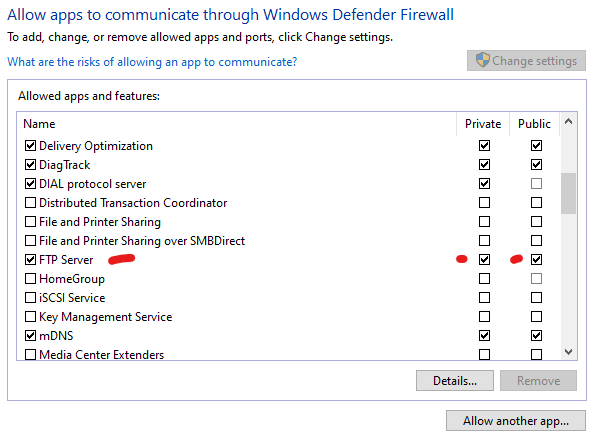 Allow apps to communicate through Windows Defender Firewall
To add, change, or remove allowed apps and ports, click Change settings.
What are the risks of allowing an app to communicate?
Change settings
Allowed apps and features:
Name Private Public
Delivery Optimization
DiagTrack
DIAL protocol server
Distributed Transaction Coordinator
File and Printer Sharing
File and Printer Sharing over SMBDirect
FTP Server
HomeGroup
iSCSI Service
Key Management Service
mDNS
Media Center Extenders
Details... Remove
Allow another app...